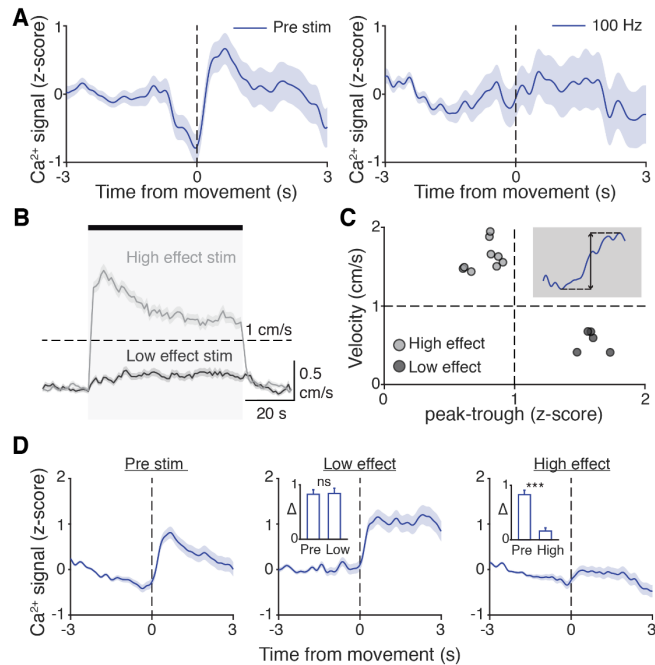 A
Ca²⁺ signal (z-score)
1
0
-1
-3
0
3
Time from movement (s)
Pre stim
Ca²⁺ signal (z-score)
1
0
-1
-3
0
3
Time from movement (s)
100 Hz
B
High effect stim
1 cm/s
Low effect stim
0.5
cm/s
20 s
C
Velocity (cm/s)
2
1
0
0
1
2
peak-trough (z-score)
High effect
Low effect
D
Ca²⁺ signal (z-score)
Pre stim
2
1
0
-1
-3
0
3
Low effect
2
1
0
-1
-3
0
3
Δ
1
0
ns
Pre Low
High effect
2
1
0
-1
-3
0
3
Δ
1
0
***
Pre High
Time from movement (s)